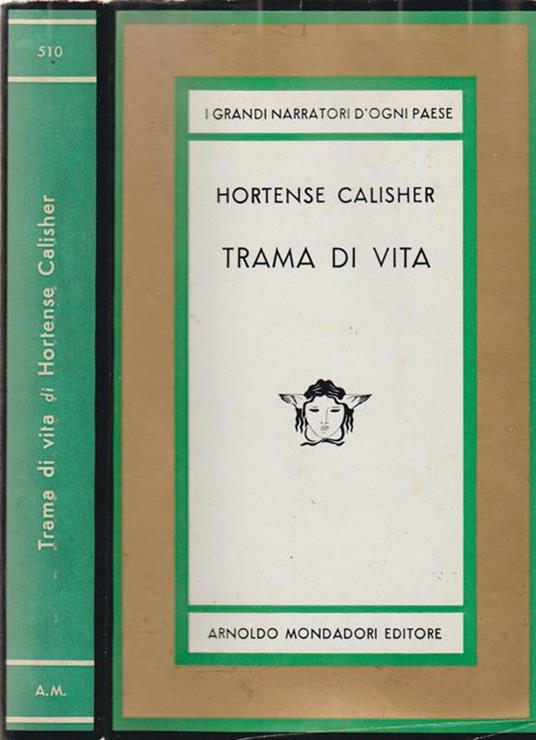 510
Trama di vita di Hortense Calisher
A.M.
I GRANDI NARRATORI D'OGNI PAESE
HORTENSE CALISHER
TRAMA DI VITA
ARNOLDO MONDADORI EDITORE